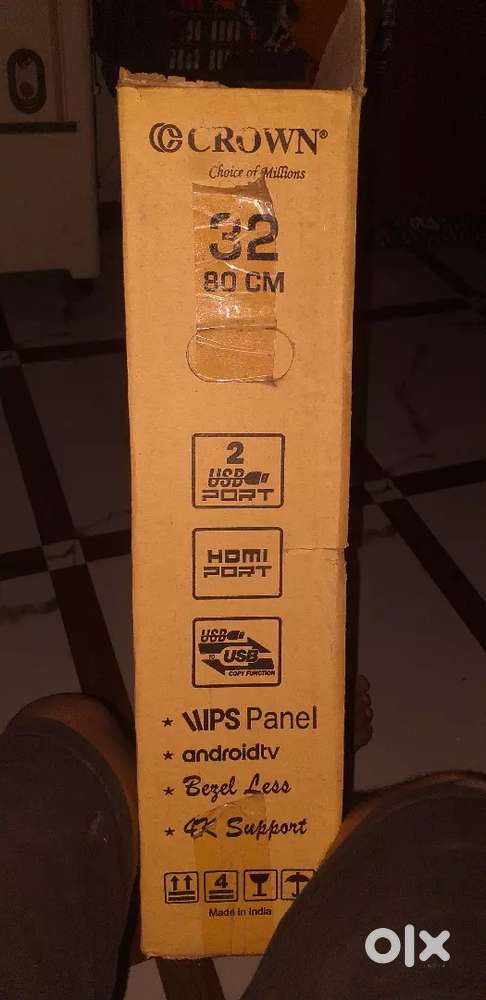 CROWN®
Choice of Millions
32
80 CM
2
USB
PORT
HDMI
PORT
USB
TO USB
COPY FUNCTION
★ IPS Panel
★ androidtv
★ Bezel Less
★ 4K Support
4
Made in India
olx